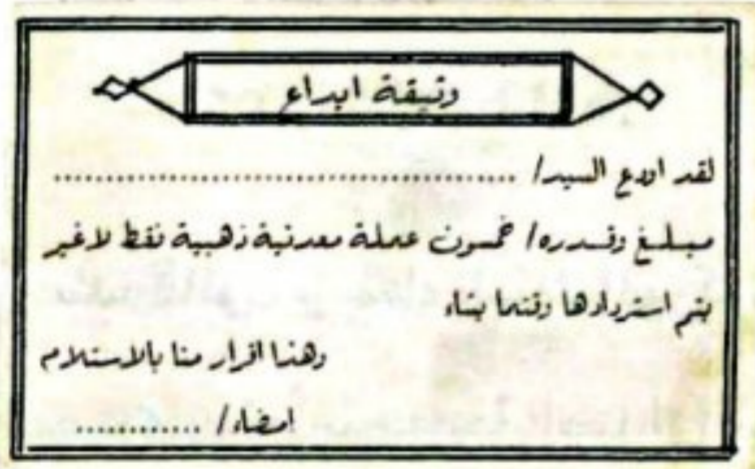 وثيقة ايداع
لقد اودع السيد/ ........................................
مبلغ وقدره/ خمسون عملة معدنية ذهبية فقط لاغير
يتم استردادها وقتما يشاء
وهذا اقرار منا بالاستلام
امضاء/ ............